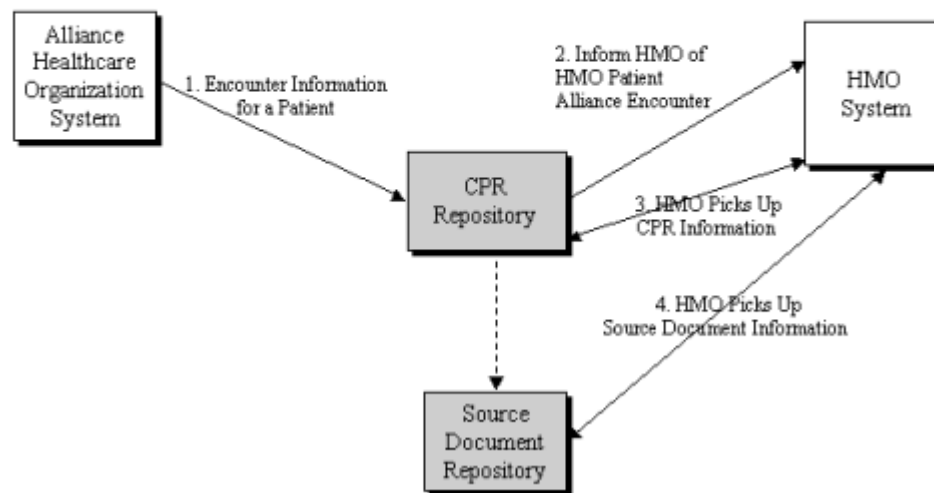 Alliance
Healthcare
Organization
System
1. Encounter Information
for a Patient
2. Inform HMO of
HMO Patient
Alliance Encounter
HMO
System
CPR
Repository
3. HMO Picks Up
CPR Information
4. HMO Picks Up
Source Document Information
Source
Document
Repository